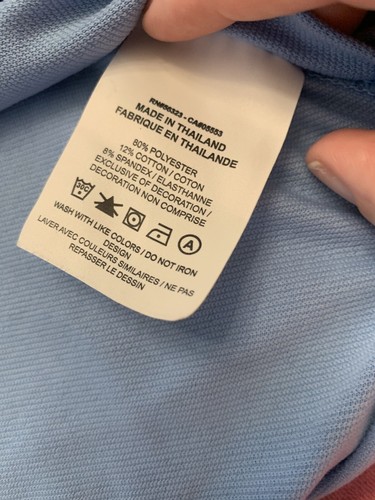 MADE IN THAILAND
FABRIQUE EN THAILANDE
80% POLYESTER
12% COTTON / COTON
8% SPANDEX / ELASTHANNE
EXCLUSIVE OF DECORATION /
DECORATION NON COMPRISE
A
WASH WITH LIKE COLORS / DO NOT IRON
DESIGN
LAVER AVEC COULEURS SIMILAIRES / NE PAS
REPASSER LE DESSIN